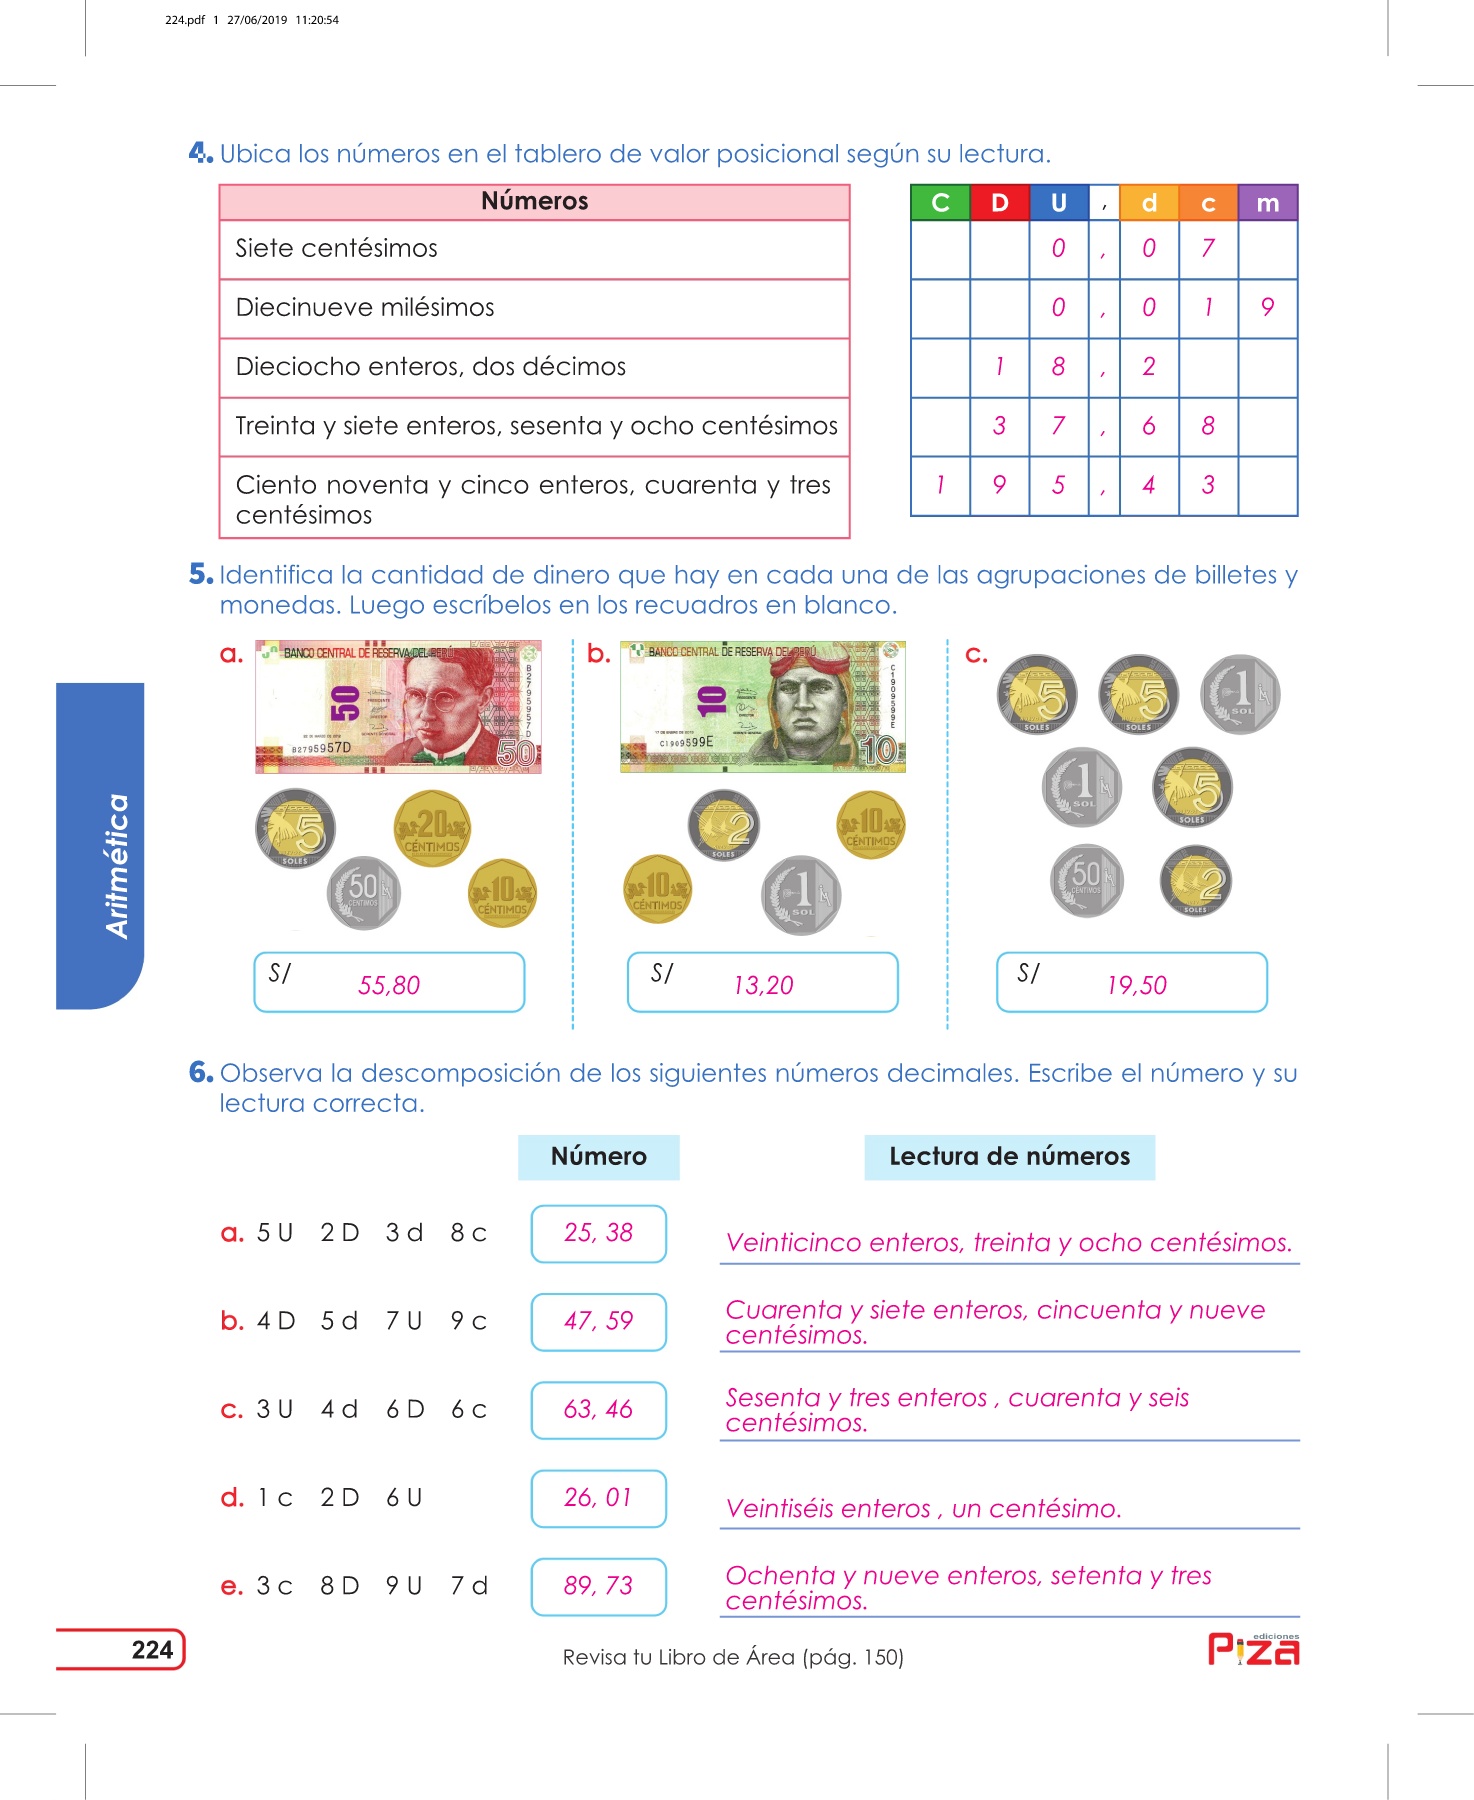 224.pdf 1 27/06/2019 11:20:54
4. Ubica los números en el tablero de valor posicional según su lectura.
Números
Siete centésimos
Diecinueve milésimos
Dieciocho enteros, dos décimos
Treinta y siete enteros, sesenta y ocho centésimos
Ciento noventa y cinco enteros, cuarenta y tres
centésimos
C D U , d c m
0 , 0 7
0 , 0 1 9
1 8 , 2
3 7 , 6 8
1 9 5 , 4 3
5. Identifica la cantidad de dinero que hay en cada una de las agrupaciones de billetes y
monedas. Luego escríbelos en los recuadros en blanco.
a.
BANCO CENTRAL DE RESERVA DEL PERÚ
50
B2795957D
B2795957D
50
5 SOLES
20 CÉNTIMOS
50 CÉNTIMOS
10 CÉNTIMOS
S/ 55,80
b.
BANCO CENTRAL DE RESERVA DEL PERÚ
10
C1909599E
C1909599E
10
2 SOLES
10 CÉNTIMOS
10 CÉNTIMOS
1 SOL
S/ 13,20
c.
5 SOLES
5 SOLES
1 SOL
1 SOL
5 SOLES
50 CÉNTIMOS
2 SOLES
S/ 19,50
6. Observa la descomposición de los siguientes números decimales. Escribe el número y su
lectura correcta.
Número
Lectura de números
a. 5 U 2 D 3 d 8 c
25, 38
Veinticinco enteros, treinta y ocho centésimos.
b. 4 D 5 d 7 U 9 c
47, 59
Cuarenta y siete enteros, cincuenta y nueve
centésimos.
c. 3 U 4 d 6 D 6 c
63, 46
Sesenta y tres enteros , cuarenta y seis
centésimos.
d. 1 c 2 D 6 U
26, 01
Veintiséis enteros , un centésimo.
e. 3 c 8 D 9 U 7 d
89, 73
Ochenta y nueve enteros, setenta y tres
centésimos.
Aritmética
224
Revisa tu Libro de Área (pág. 150)
ediciones
Piza